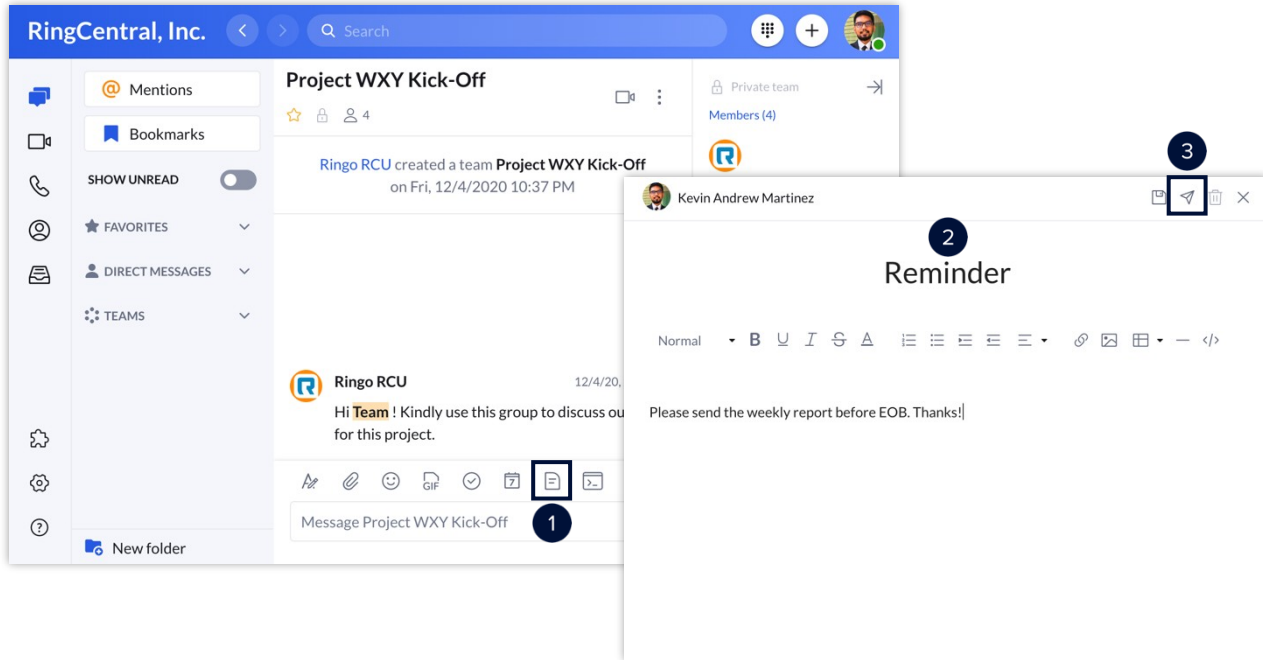 RingCentral, Inc.
Search
Mentions
Bookmarks
SHOW UNREAD
FAVORITES
DIRECT MESSAGES
TEAMS
New folder
Project WXY Kick-Off
4
Ringo RCU created a team Project WXY Kick-Off
on Fri, 12/4/2020 10:37 PM
Ringo RCU 12/4/20,
Hi Team ! Kindly use this group to discuss ou
for this project.
GIF
7
Message Project WXY Kick-Off
1
Private team
Members (4)
3
Kevin Andrew Martinez
2
Reminder
Normal B U I S A
Please send the weekly report before EOB. Thanks!